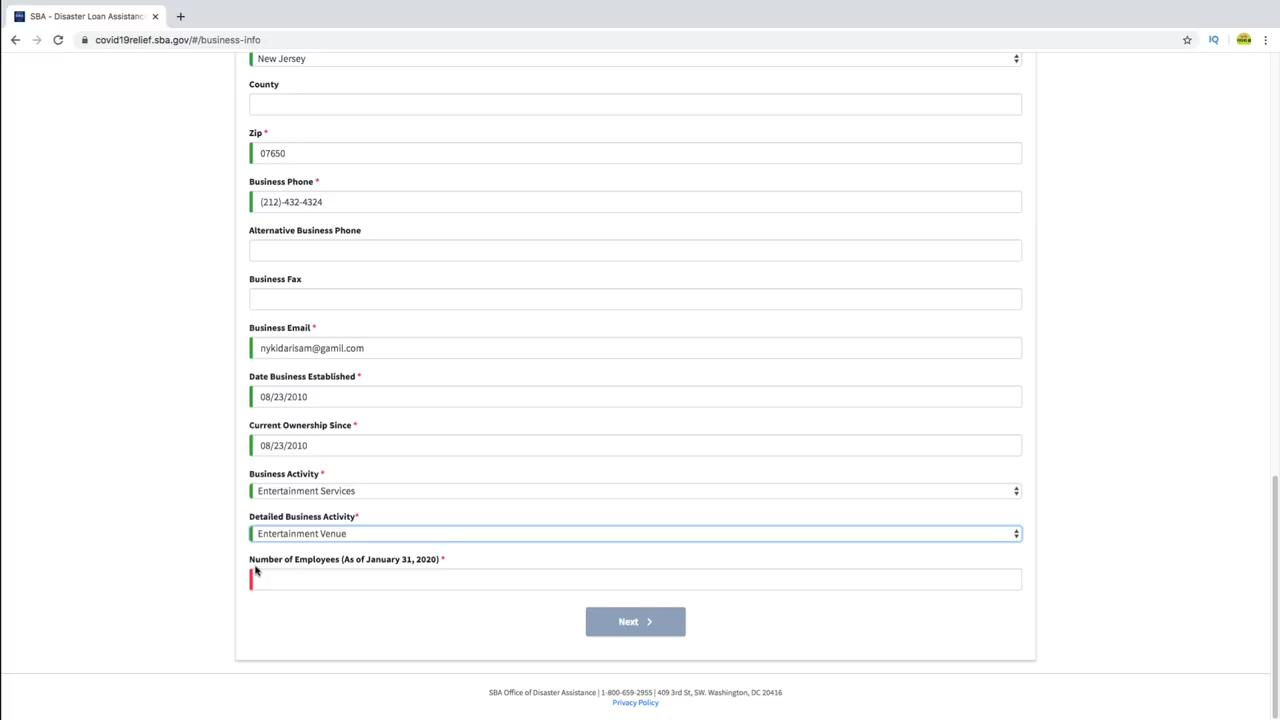 SBA - Disaster Loan Assistanc
covid19relief.sba.gov/#/business-info
IQ
New Jersey
County
Zip *
07650
Business Phone *
(212)-432-4324
Alternative Business Phone
Business Fax
Business Email *
nykidarisam@gamil.com
Date Business Established *
08/23/2010
Current Ownership Since *
08/23/2010
Business Activity *
Entertainment Services
Detailed Business Activity*
Entertainment Venue
Number of Employees (As of January 31, 2020) *
Next
SBA Office of Disaster Assistance | 1-800-659-2955 | 409 3rd St, SW. Washington, DC 20416
Privacy Policy